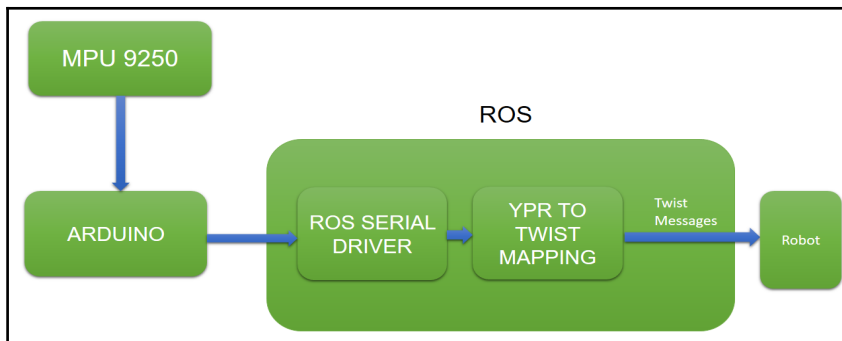 MPU 9250
ROS
ARDUINO
ROS SERIAL
DRIVER
YPR TO
TWIST
MAPPING
Twist
Messages
Robot